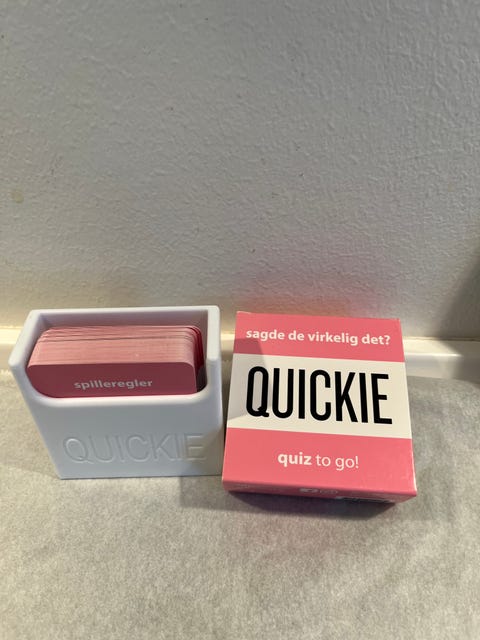 spilleregler
QUICKIE
sagde de virkelig det?
QUICKIE
quiz to go!